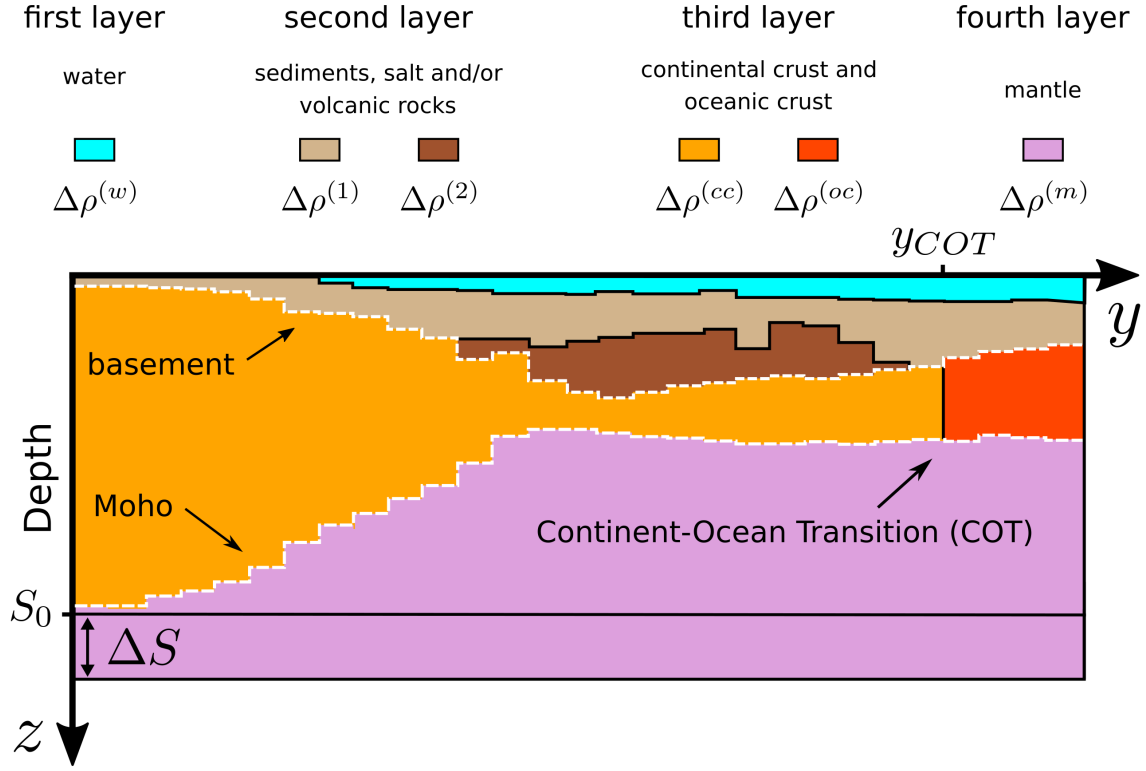 first layer
second layer
third layer
fourth layer
water
sediments, salt and/or
volcanic rocks
continental crust and
oceanic crust
mantle
Δρ⁽ʷ⁾
Δρ⁽¹⁾
Δρ⁽²⁾
Δρ⁽ᶜᶜ⁾
Δρ⁽ᵒᶜ⁾
Δρ⁽ᵐ⁾
y_COT
y
basement
Depth
Moho
Continent-Ocean Transition (COT)
S₀
ΔS
z